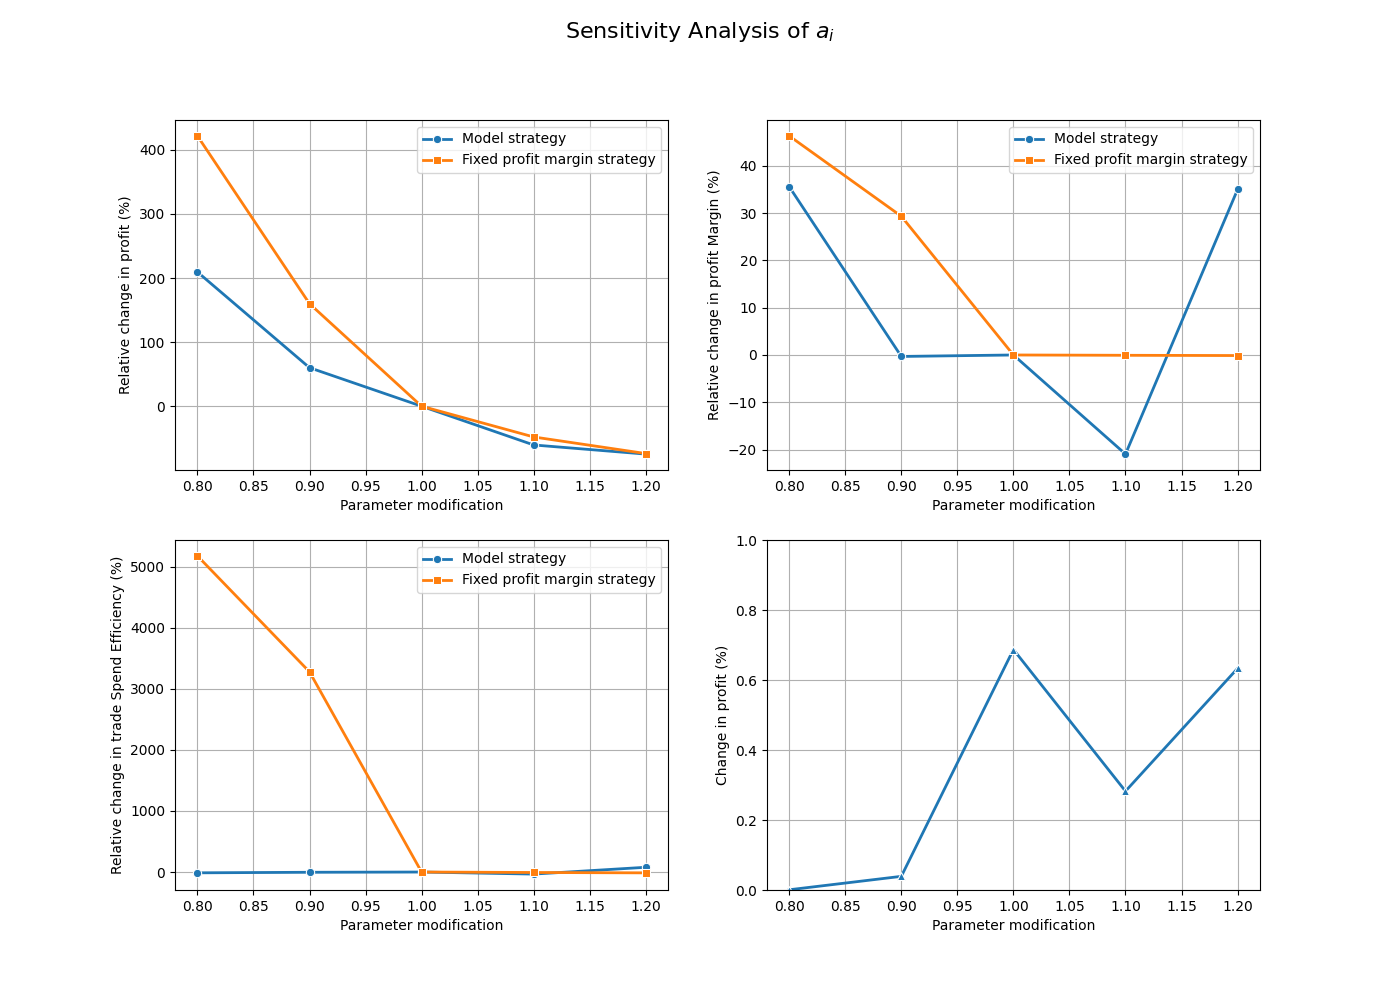 Sensitivity Analysis of a_i
Relative change in profit (%)
400
300
200
100
0
Model strategy
Fixed profit margin strategy
0.80 0.85 0.90 0.95 1.00 1.05 1.10 1.15 1.20
Parameter modification
Relative change in profit Margin (%)
40
30
20
10
0
−10
−20
Model strategy
Fixed profit margin strategy
0.80 0.85 0.90 0.95 1.00 1.05 1.10 1.15 1.20
Parameter modification
Relative change in trade Spend Efficiency (%)
5000
4000
3000
2000
1000
0
Model strategy
Fixed profit margin strategy
0.80 0.85 0.90 0.95 1.00 1.05 1.10 1.15 1.20
Parameter modification
Change in profit (%)
1.0
0.8
0.6
0.4
0.2
0.0
0.80 0.85 0.90 0.95 1.00 1.05 1.10 1.15 1.20
Parameter modification